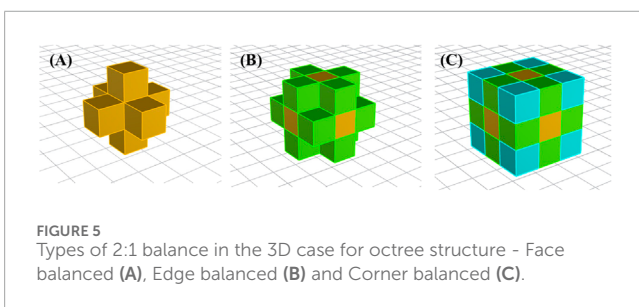 (A) (B) (C)
FIGURE 5
Types of 2:1 balance in the 3D case for octree structure - Face
balanced (A), Edge balanced (B) and Corner balanced (C).